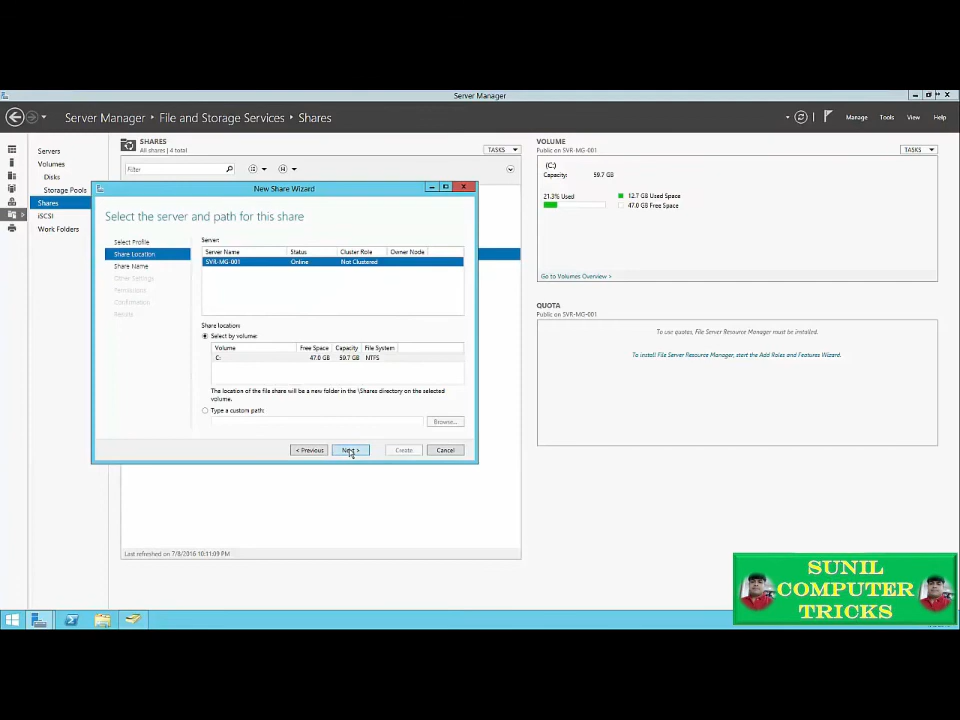 Server Manager
Server Manager › File and Storage Services › Shares
Manage Tools View Help
Servers
Volumes
Disks
Storage Pools
Shares
iSCSI
Work Folders
SHARES
All shares | 4 total
TASKS
Filter
New Share Wizard
Select the server and path for this share
Select Profile
Share Location
Share Name
Other Settings
Permissions
Confirmation
Results
Server:
Server Name Status Cluster Role Owner Node
SVR-MG-001 Online Not Clustered
Share location:
Select by volume:
Volume Free Space Capacity File System
C: 47.0 GB 59.7 GB NTFS
The location of the file share will be a new folder in the \Shares directory on the selected
volume.
Type a custom path:
Browse...
< Previous
Next >
Create
Cancel
Last refreshed on 7/8/2016 10:11:09 PM
VOLUME
Public on SVR-MG-001
TASKS
(C:)
Capacity: 59.7 GB
21.3% Used
12.7 GB Used Space
47.0 GB Free Space
Go to Volumes Overview >
QUOTA
Public on SVR-MG-001
To use quotas, File Server Resource Manager must be installed.
To install File Server Resource Manager, start the Add Roles and Features Wizard.
SUNIL
COMPUTER
TRICKS